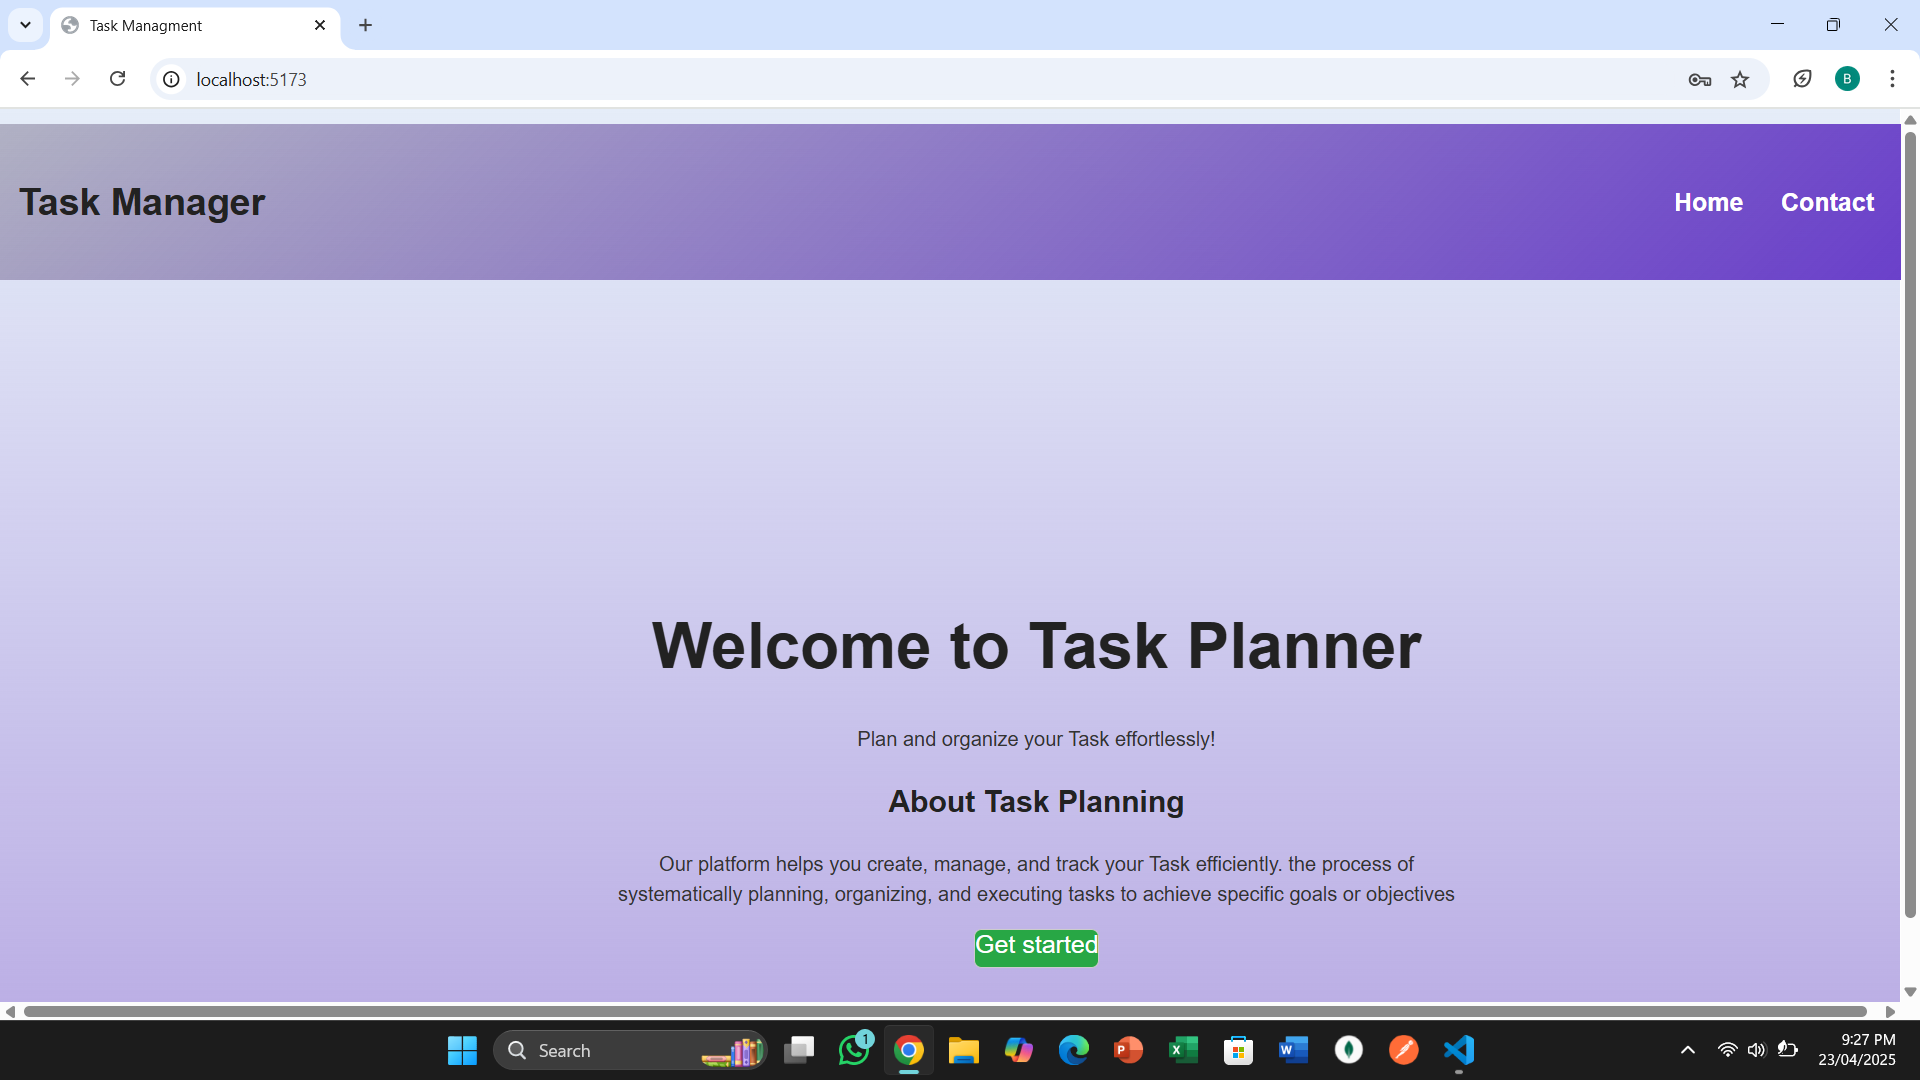 Task Managment
localhost:5173
B
Task Manager
Home Contact
Welcome to Task Planner
Plan and organize your Task effortlessly!
About Task Planning
Our platform helps you create, manage, and track your Task efficiently. the process of
systematically planning, organizing, and executing tasks to achieve specific goals or objectives
Get started
Search
1
P
X
W
9:27 PM
23/04/2025